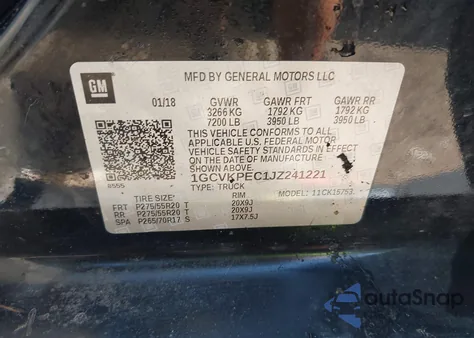 GM
MFD BY GENERAL MOTORS LLC
01/18 GVWR GAWR FRT GAWR RR
3266 KG 1792 KG 1792 KG
7200 LB 3950 LB 3950 LB
THIS VEHICLE CONFORMS TO ALL
APPLICABLE U.S. FEDERAL MOTOR
VEHICLE SAFETY STANDARDS IN EFFECT
ON THE DATE OF MANUFACTURE SHOWN ABOVE.
1GCVKPEC1JZ241221
TYPE: TRUCK MODEL: 11CK15753
TIRE SIZE RIM
FRT P275/55R20 T 20X9J
RR P275/55R20 T 20X9J
SPA P265/70R17 S 17X7.5J
autaSnap